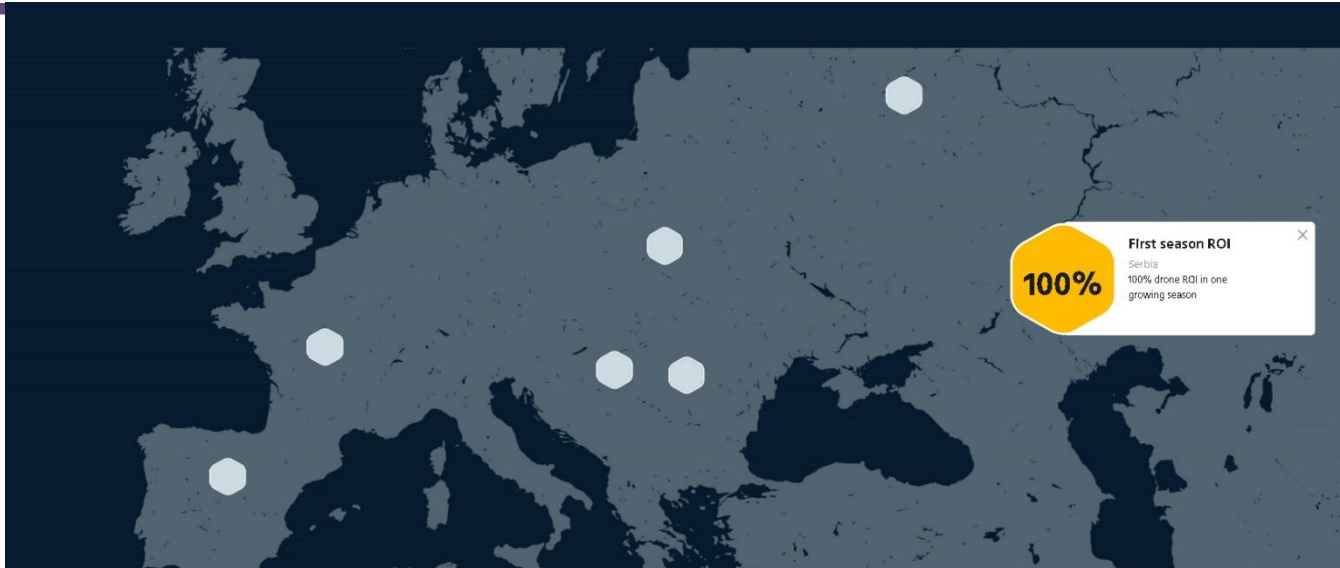 100%
FIrst season ROI
Serbia
100% drone ROI in one
growing season